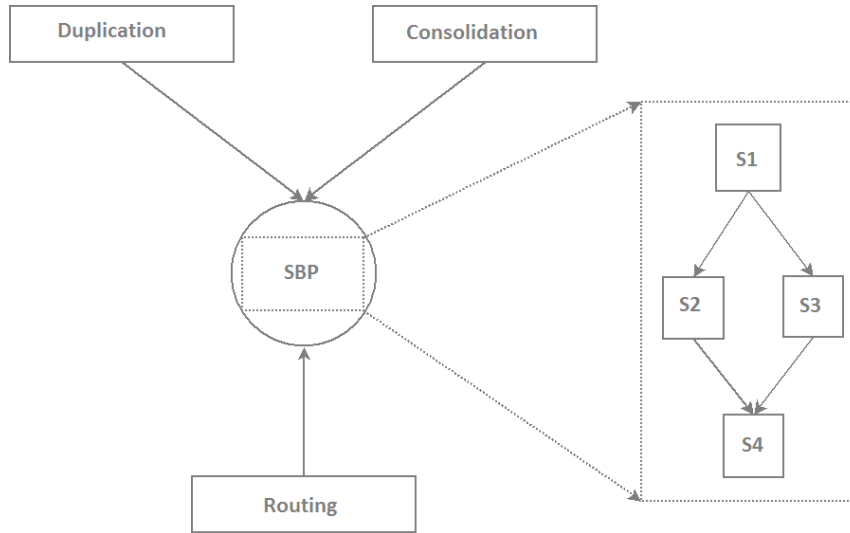 Duplication
Consolidation
S1
SBP
S2
S3
S4
Routing